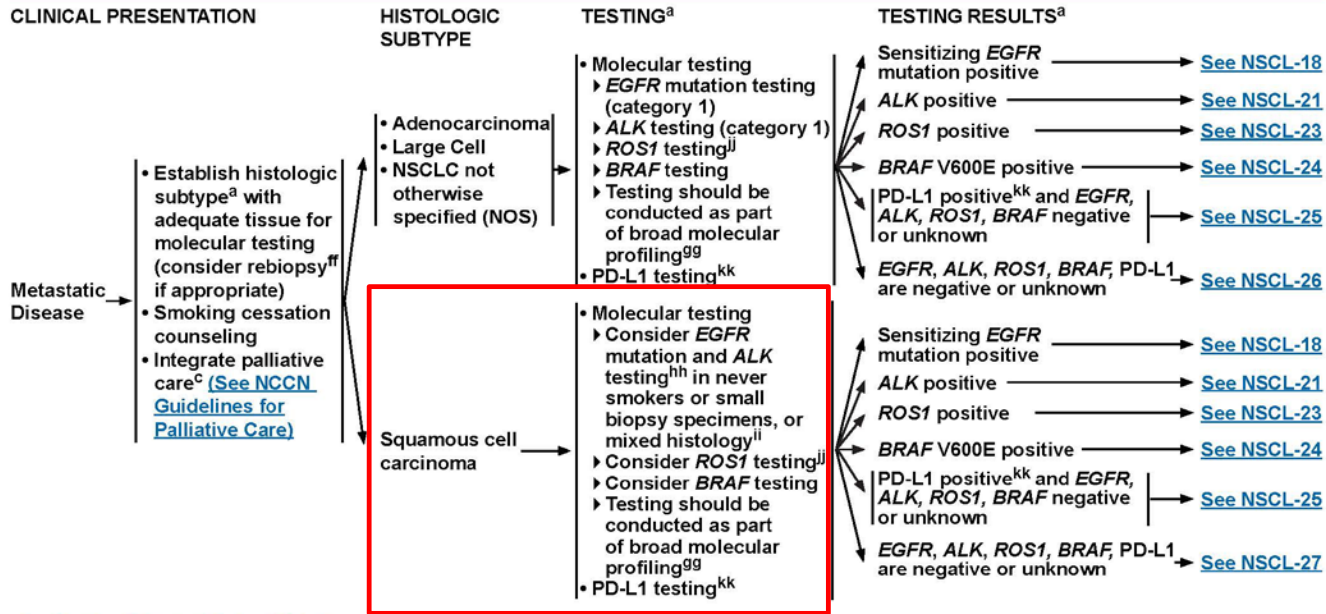 CLINICAL PRESENTATION
HISTOLOGIC
SUBTYPE
TESTINGa
TESTING RESULTSa
Metastatic
Disease
• Establish histologic
subtypea with
adequate tissue for
molecular testing
(consider rebiopsyff
if appropriate)
• Smoking cessation
counseling
• Integrate palliative
carec (See NCCN
Guidelines for
Palliative Care)
• Adenocarcinoma
• Large Cell
• NSCLC not
otherwise
specified (NOS)
• Molecular testing
▸ EGFR mutation testing
(category 1)
▸ ALK testing (category 1)
▸ ROS1 testingjj
▸ BRAF testing
▸ Testing should be
conducted as part
of broad molecular
profilinggg
• PD-L1 testingkk
Sensitizing EGFR
mutation positive
See NSCL-18
ALK positive
See NSCL-21
ROS1 positive
See NSCL-23
BRAF V600E positive
See NSCL-24
PD-L1 positivekk and EGFR,
ALK, ROS1, BRAF negative
or unknown
See NSCL-25
EGFR, ALK, ROS1, BRAF, PD-L1
are negative or unknown
See NSCL-26
Squamous cell
carcinoma
• Molecular testing
▸ Consider EGFR
mutation and ALK
testinghh in never
smokers or small
biopsy specimens, or
mixed histologyii
▸ Consider ROS1 testingjj
▸ Consider BRAF testing
▸ Testing should be
conducted as part
of broad molecular
profilinggg
• PD-L1 testingkk
Sensitizing EGFR
mutation positive
See NSCL-18
ALK positive
See NSCL-21
ROS1 positive
See NSCL-23
BRAF V600E positive
See NSCL-24
PD-L1 positivekk and EGFR,
ALK, ROS1, BRAF negative
or unknown
See NSCL-25
EGFR, ALK, ROS1, BRAF, PD-L1
are negative or unknown
See NSCL-27